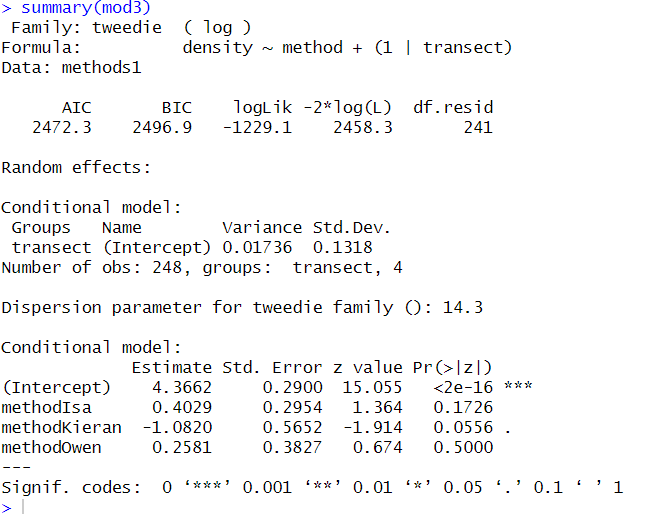 > summary(mod3)
 Family: tweedie  ( log )
Formula:          density ~ method + (1 | transect)
Data: methods1

     AIC       BIC    logLik -2*log(L)  df.resid
  2472.3    2496.9   -1229.1    2458.3       241

Random effects:

Conditional model:
 Groups   Name        Variance Std.Dev.
 transect (Intercept) 0.01736  0.1318
Number of obs: 248, groups:  transect, 4

Dispersion parameter for tweedie family (): 14.3

Conditional model:
             Estimate Std. Error z value Pr(>|z|)
(Intercept)    4.3662     0.2900  15.055   <2e-16 ***
methodIsa      0.4029     0.2954   1.364   0.1726
methodKieran  -1.0820     0.5652  -1.914   0.0556 .
methodOwen     0.2581     0.3827   0.674   0.5000
---
Signif. codes:  0 ‘***’ 0.001 ‘**’ 0.01 ‘*’ 0.05 ‘.’ 0.1 ‘ ’ 1
>